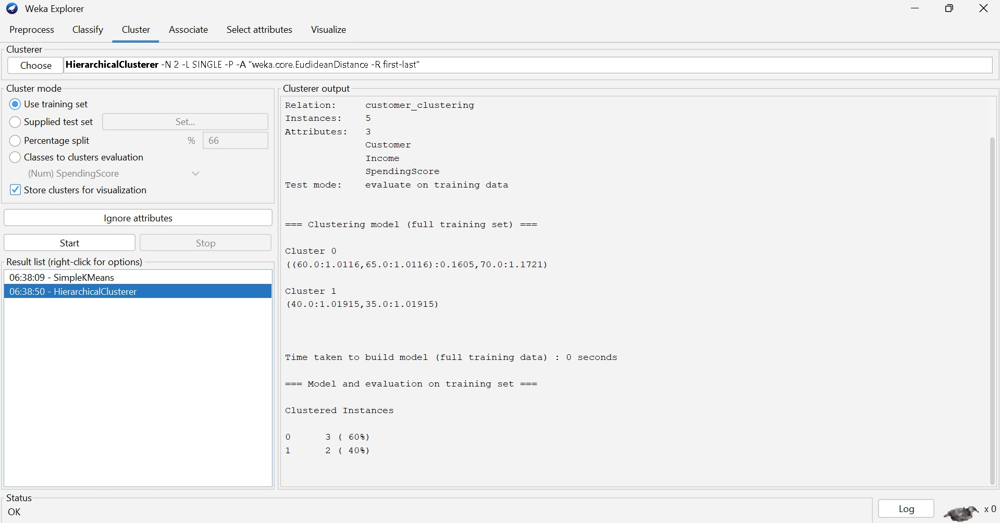 Weka Explorer
Preprocess Classify Cluster Associate Select attributes Visualize
Clusterer
Choose HierarchicalClusterer -N 2 -L SINGLE -P -A "weka.core.EuclideanDistance -R first-last"
Cluster mode
Use training set
Supplied test set Set...
Percentage split % 66
Classes to clusters evaluation
(Num) SpendingScore
Store clusters for visualization
Ignore attributes
Start Stop
Result list (right-click for options)
06:38:09 - SimpleKMeans
06:38:50 - HierarchicalClusterer
Clusterer output
Relation: customer_clustering
Instances: 5
Attributes: 3
Customer
Income
SpendingScore
Test mode: evaluate on training data
=== Clustering model (full training set) ===
Cluster 0
((60.0:1.0116,65.0:1.0116):0.1605,70.0:1.1721)
Cluster 1
(40.0:1.01915,35.0:1.01915)
Time taken to build model (full training data) : 0 seconds
=== Model and evaluation on training set ===
Clustered Instances
0 3 ( 60%)
1 2 ( 40%)
Status
OK
Log x 0